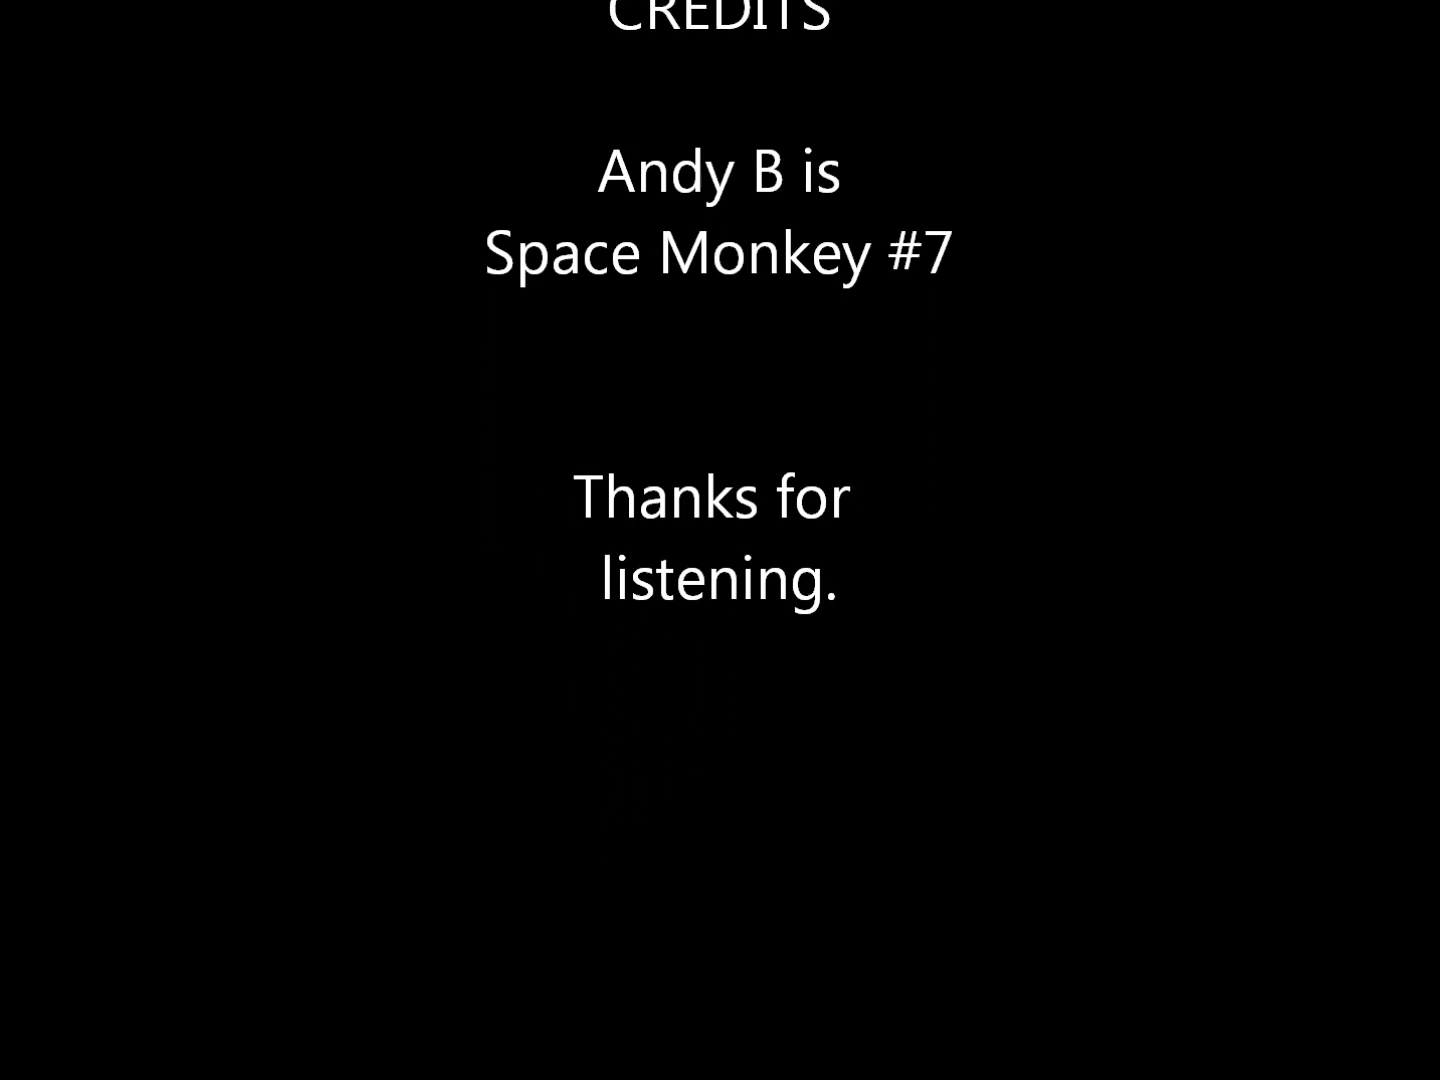 CREDITS
Andy B is
Space Monkey #7
Thanks for
listening.